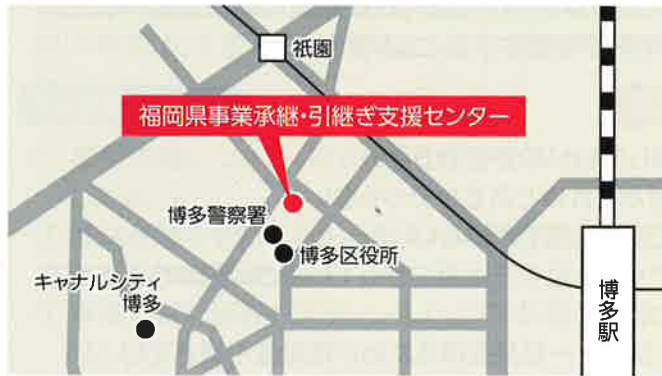 祇園
福岡県事業承継・引継ぎ支援センター
博多警察署
博多区役所
キャナルシティ
博多
博多駅